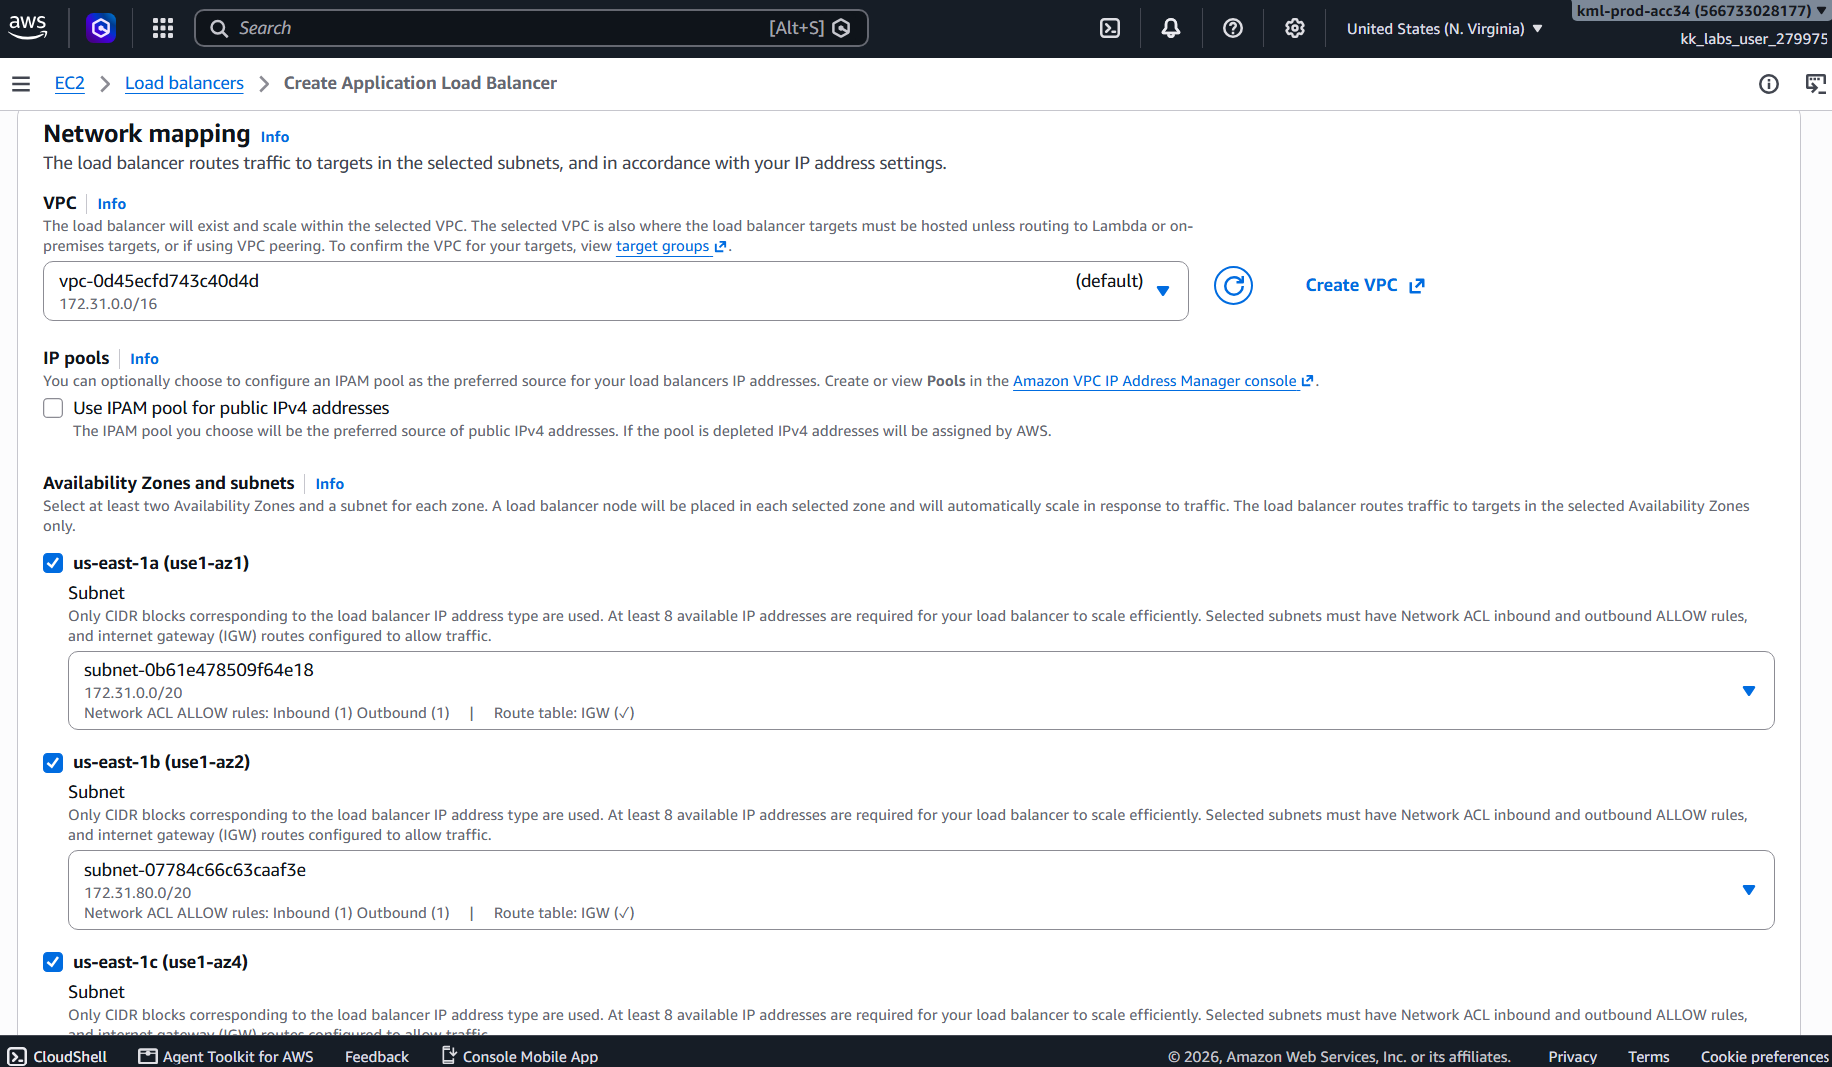 aws
Search [Alt+S]
United States (N. Virginia)
kml-prod-acc34 (566733028177)
kk_labs_user_279975
EC2 Load balancers Create Application Load Balancer
Network mapping Info
The load balancer routes traffic to targets in the selected subnets, and in accordance with your IP address settings.
VPC Info
The load balancer will exist and scale within the selected VPC. The selected VPC is also where the load balancer targets must be hosted unless routing to Lambda or on-
premises targets, or if using VPC peering. To confirm the VPC for your targets, view target groups.
vpc-0d45ecfd743c40d4d (default)
172.31.0.0/16
Create VPC
IP pools Info
You can optionally choose to configure an IPAM pool as the preferred source for your load balancers IP addresses. Create or view Pools in the Amazon VPC IP Address Manager console.
Use IPAM pool for public IPv4 addresses
The IPAM pool you choose will be the preferred source of public IPv4 addresses. If the pool is depleted IPv4 addresses will be assigned by AWS.
Availability Zones and subnets Info
Select at least two Availability Zones and a subnet for each zone. A load balancer node will be placed in each selected zone and will automatically scale in response to traffic. The load balancer routes traffic to targets in the selected Availability Zones
only.
us-east-1a (use1-az1)
Subnet
Only CIDR blocks corresponding to the load balancer IP address type are used. At least 8 available IP addresses are required for your load balancer to scale efficiently. Selected subnets must have Network ACL inbound and outbound ALLOW rules,
and internet gateway (IGW) routes configured to allow traffic.
subnet-0b61e478509f64e18
172.31.0.0/20
Network ACL ALLOW rules: Inbound (1) Outbound (1) | Route table: IGW (✓)
us-east-1b (use1-az2)
Subnet
Only CIDR blocks corresponding to the load balancer IP address type are used. At least 8 available IP addresses are required for your load balancer to scale efficiently. Selected subnets must have Network ACL inbound and outbound ALLOW rules,
and internet gateway (IGW) routes configured to allow traffic.
subnet-07784c66c63caaf3e
172.31.80.0/20
Network ACL ALLOW rules: Inbound (1) Outbound (1) | Route table: IGW (✓)
us-east-1c (use1-az4)
Subnet
Only CIDR blocks corresponding to the load balancer IP address type are used. At least 8 available IP addresses are required for your load balancer to scale efficiently. Selected subnets must have Network ACL inbound and outbound ALLOW rules,
and internet gateway (IGW) routes configured to allow traffic.
CloudShell Agent Toolkit for AWS Feedback Console Mobile App © 2026, Amazon Web Services, Inc. or its affiliates. Privacy Terms Cookie preferences